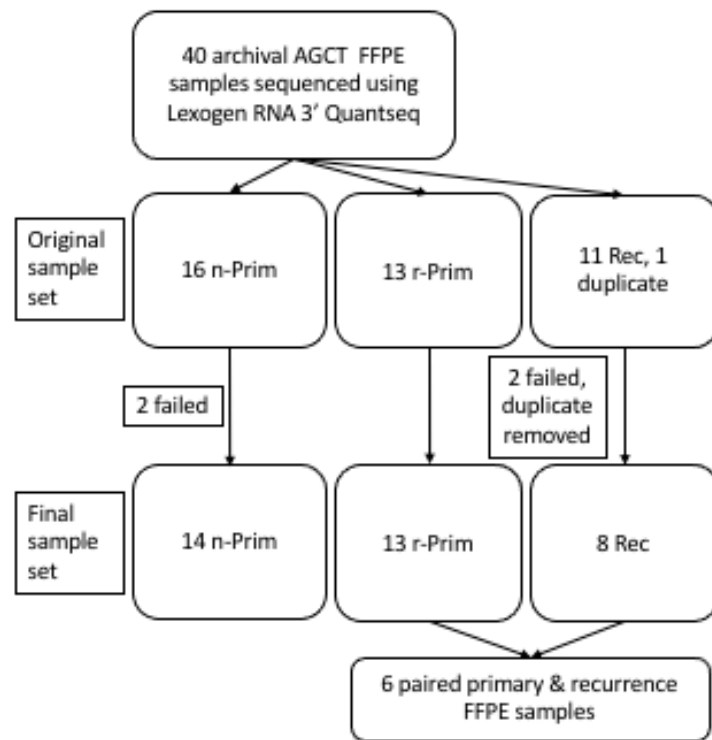 40 archival AGCT FFPE
samples sequenced using
Lexogen RNA 3' Quantseq
Original
sample
set
16 n-Prim
13 r-Prim
11 Rec, 1
duplicate
2 failed
2 failed,
duplicate
removed
Final
sample
set
14 n-Prim
13 r-Prim
8 Rec
6 paired primary & recurrence
FFPE samples